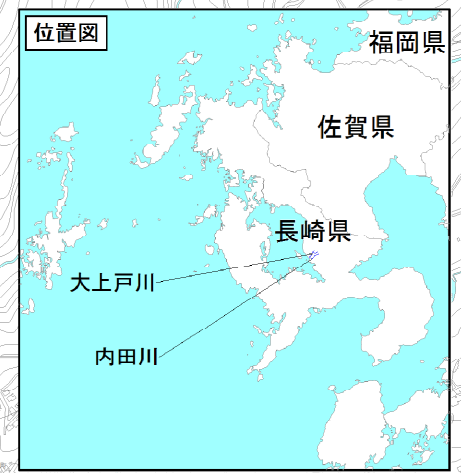 位置図
福岡県
佐賀県
長崎県
大上戸川
内田川